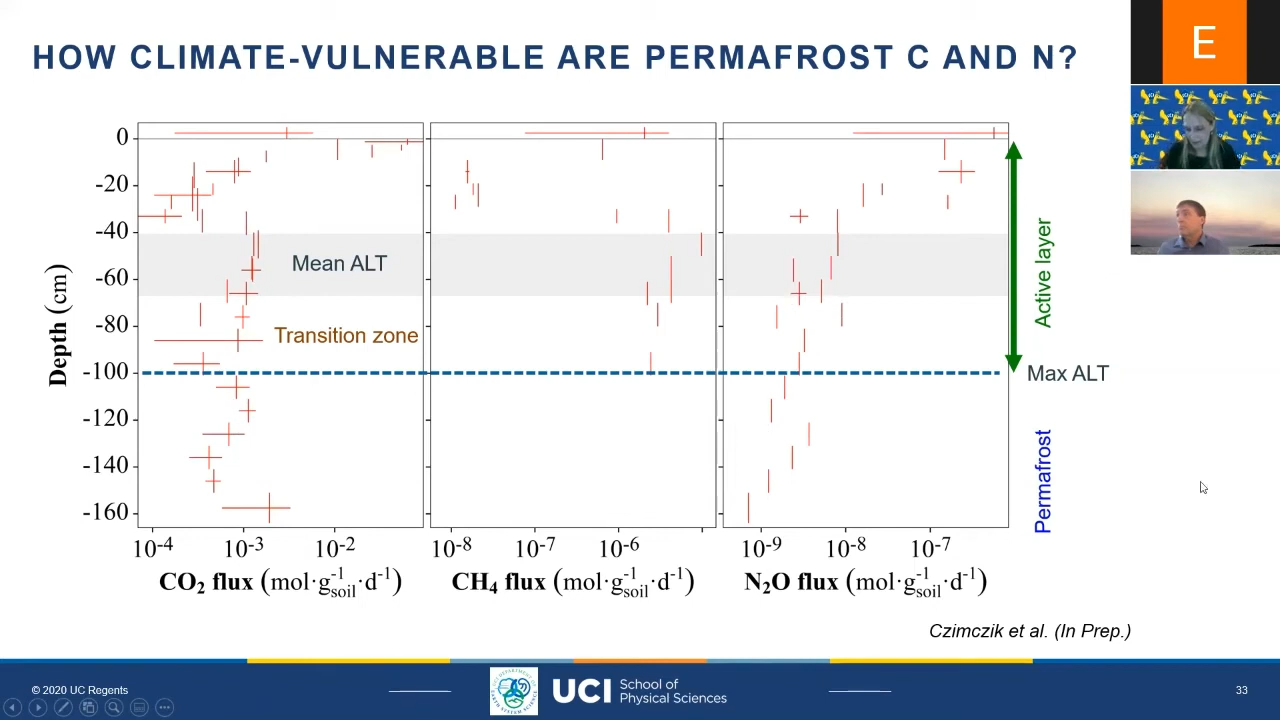 HOW CLIMATE-VULNERABLE ARE PERMAFROST C AND N?
E
0
-20
-40
-60
-80
-100
-120
-140
-160
Depth (cm)
Mean ALT
Transition zone
Active layer
Max ALT
Permafrost
10-4 10-3 10-2
10-8 10-7 10-6
10-9 10-8 10-7
CO2 flux (mol·g-1soil·d-1)
CH4 flux (mol·g-1soil·d-1)
N2O flux (mol·g-1soil·d-1)
Czimczik et al. (In Prep.)
© 2020 UC Regents
UCI School of
Physical Sciences
33